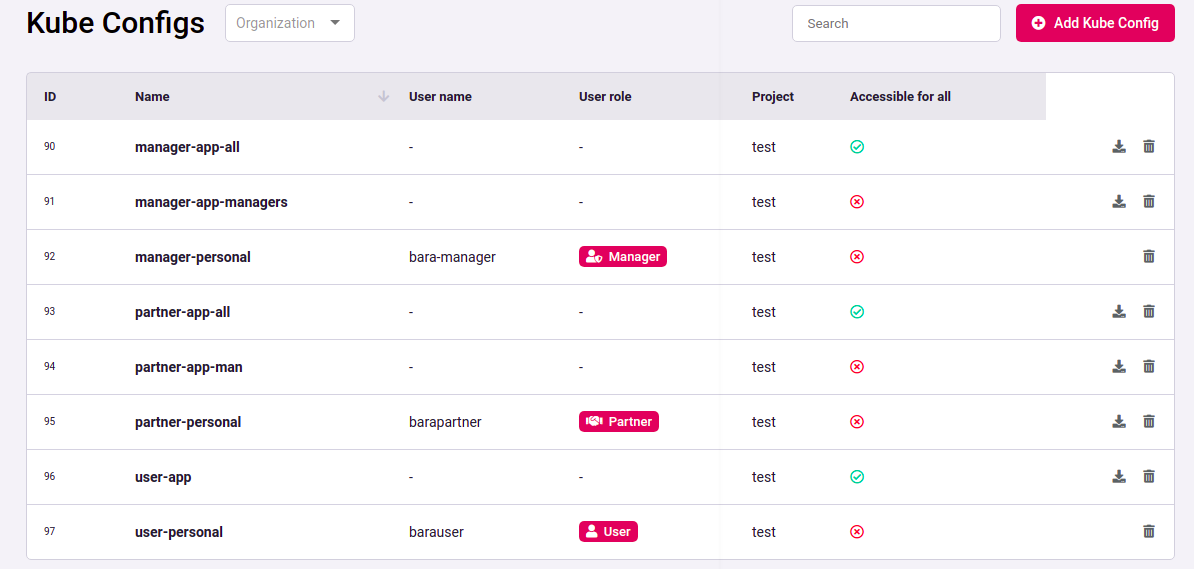 Kube Configs Organization Search Add Kube Config
ID Name User name User role Project Accessible for all
90 manager-app-all - - test
91 manager-app-managers - - test
92 manager-personal bara-manager Manager test
93 partner-app-all - - test
94 partner-app-man - - test
95 partner-personal barapartner Partner test
96 user-app - - test
97 user-personal barauser User test